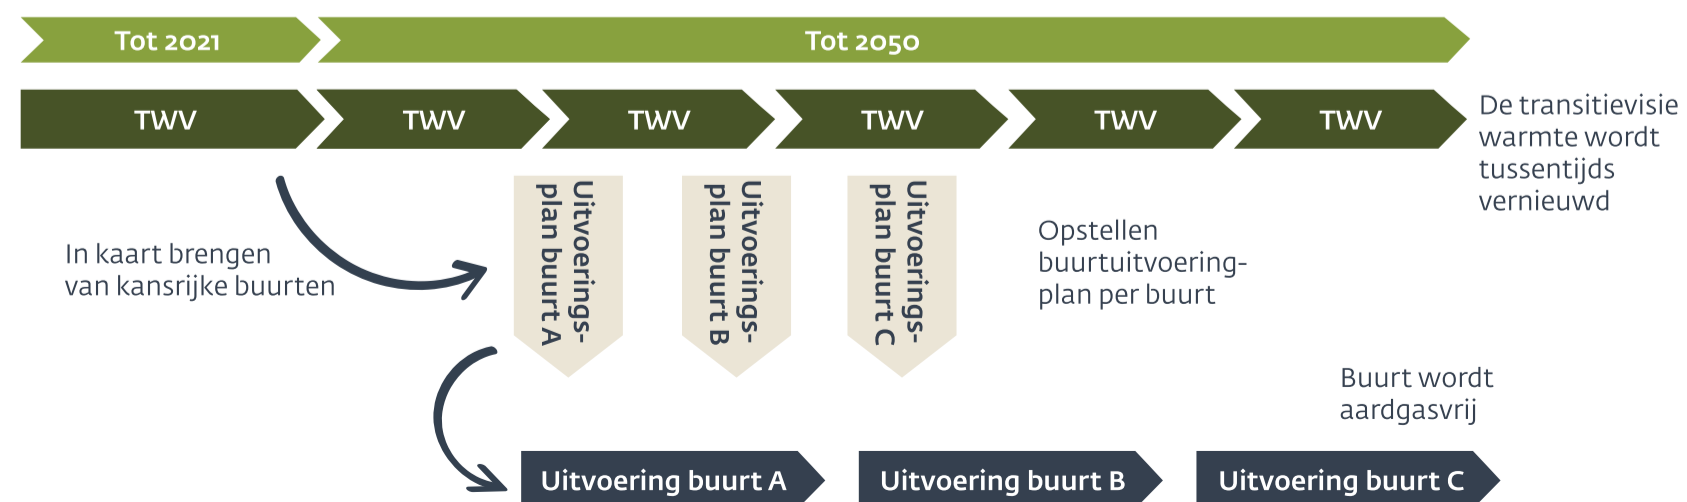 Tot 2021
Tot 2050
TWV
TWV
TWV
TWV
TWV
TWV
De transitievisie
warmte wordt
tussentijds
vernieuwd
In kaart brengen
van kansrijke buurten
Uitvoerings-
plan buurt A
Uitvoerings-
plan buurt B
Uitvoerings-
plan buurt C
Opstellen
buurtuitvoering-
plan per buurt
Buurt wordt
aardgasvrij
Uitvoering buurt A
Uitvoering buurt B
Uitvoering buurt C